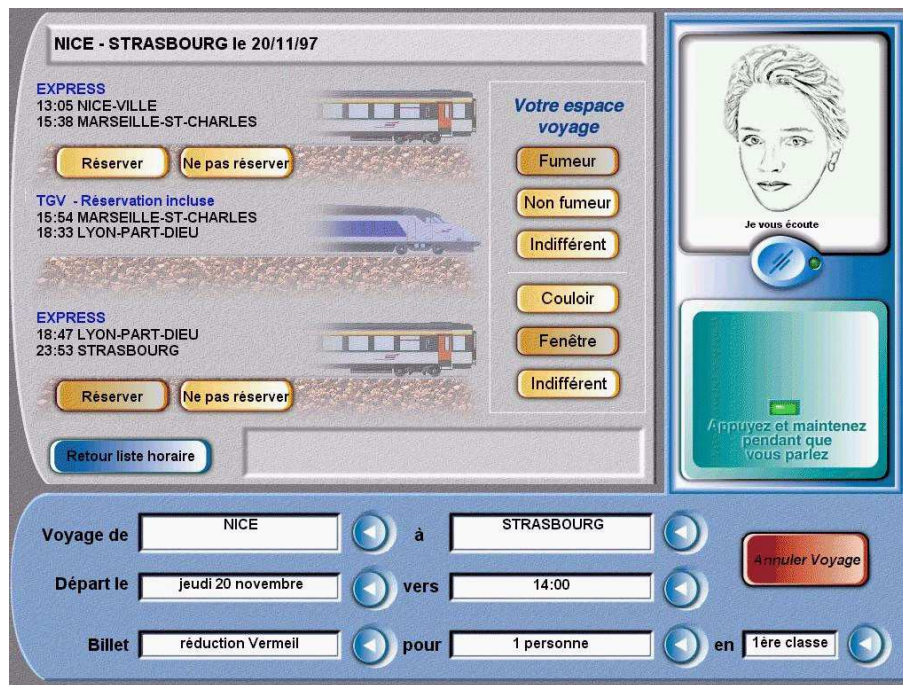 NICE - STRASBOURG le 20/11/97
EXPRESS
13:05 NICE-VILLE
15:38 MARSEILLE-ST-CHARLES
Réserver
Ne pas réserver
TGV - Réservation incluse
15:54 MARSEILLE-ST-CHARLES
18:33 LYON-PART-DIEU
EXPRESS
18:47 LYON-PART-DIEU
23:53 STRASBOURG
Réserver
Ne pas réserver
Retour liste horaire
Votre espace
voyage
Fumeur
Non fumeur
Indifférent
Couloir
Fenêtre
Indifférent
Je vous écoute
Appuyez et maintenez
pendant que
vous parlez
Voyage de NICE à STRASBOURG
Départ le jeudi 20 novembre vers 14:00
Annuler Voyage
Billet réduction Vermeil pour 1 personne en 1ère classe